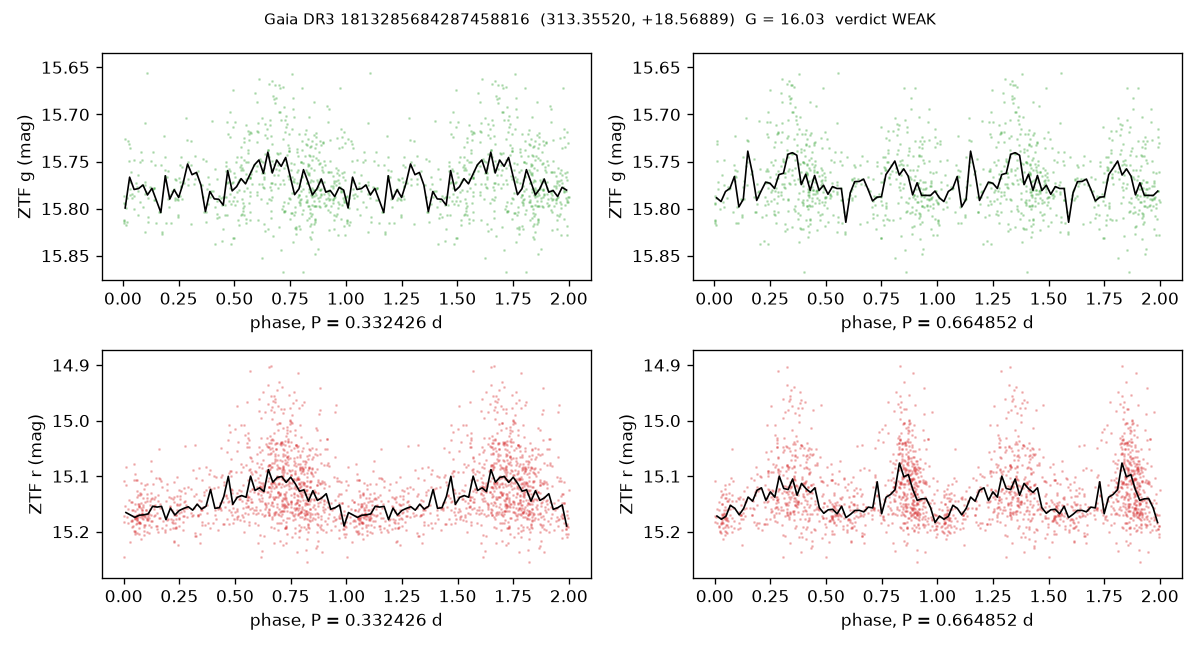 Gaia DR3 1813285684287458816 (313.35520, +18.56889) G = 16.03 verdict WEAK
ZTF g (mag)
15.65
15.70
15.75
15.80
15.85
0.00 0.25 0.50 0.75 1.00 1.25 1.50 1.75 2.00
phase, P = 0.332426 d
ZTF g (mag)
15.65
15.70
15.75
15.80
15.85
0.00 0.25 0.50 0.75 1.00 1.25 1.50 1.75 2.00
phase, P = 0.664852 d
ZTF r (mag)
14.9
15.0
15.1
15.2
0.00 0.25 0.50 0.75 1.00 1.25 1.50 1.75 2.00
phase, P = 0.332426 d
ZTF r (mag)
14.9
15.0
15.1
15.2
0.00 0.25 0.50 0.75 1.00 1.25 1.50 1.75 2.00
phase, P = 0.664852 d